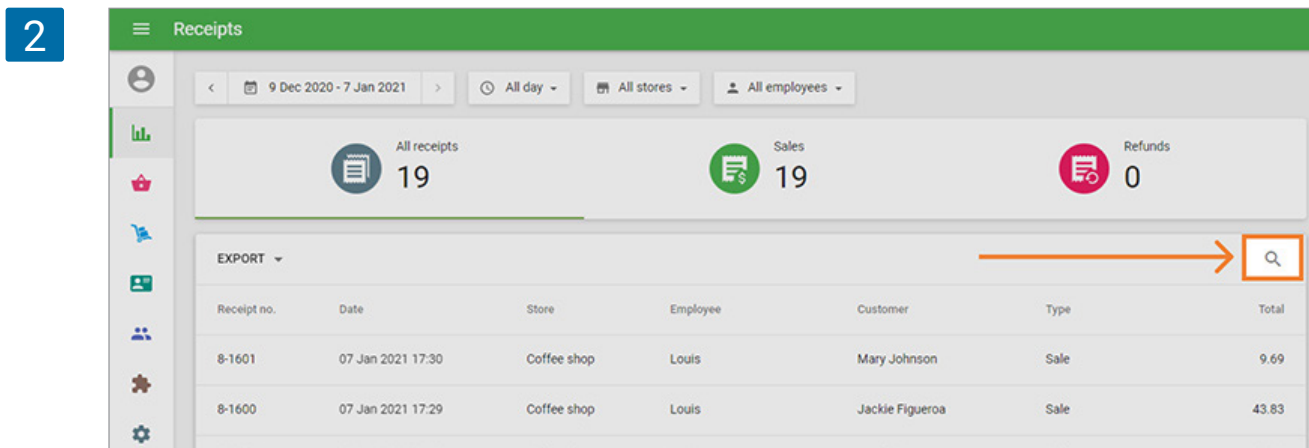 2
Receipts
9 Dec 2020 - 7 Jan 2021 All day All stores All employees
All receipts Sales Refunds
19 19 0
EXPORT
Receipt no. Date Store Employee Customer Type Total
8-1601 07 Jan 2021 17:30 Coffee shop Louis Mary Johnson Sale 9.69
8-1600 07 Jan 2021 17:29 Coffee shop Louis Jackie Figueroa Sale 43.83